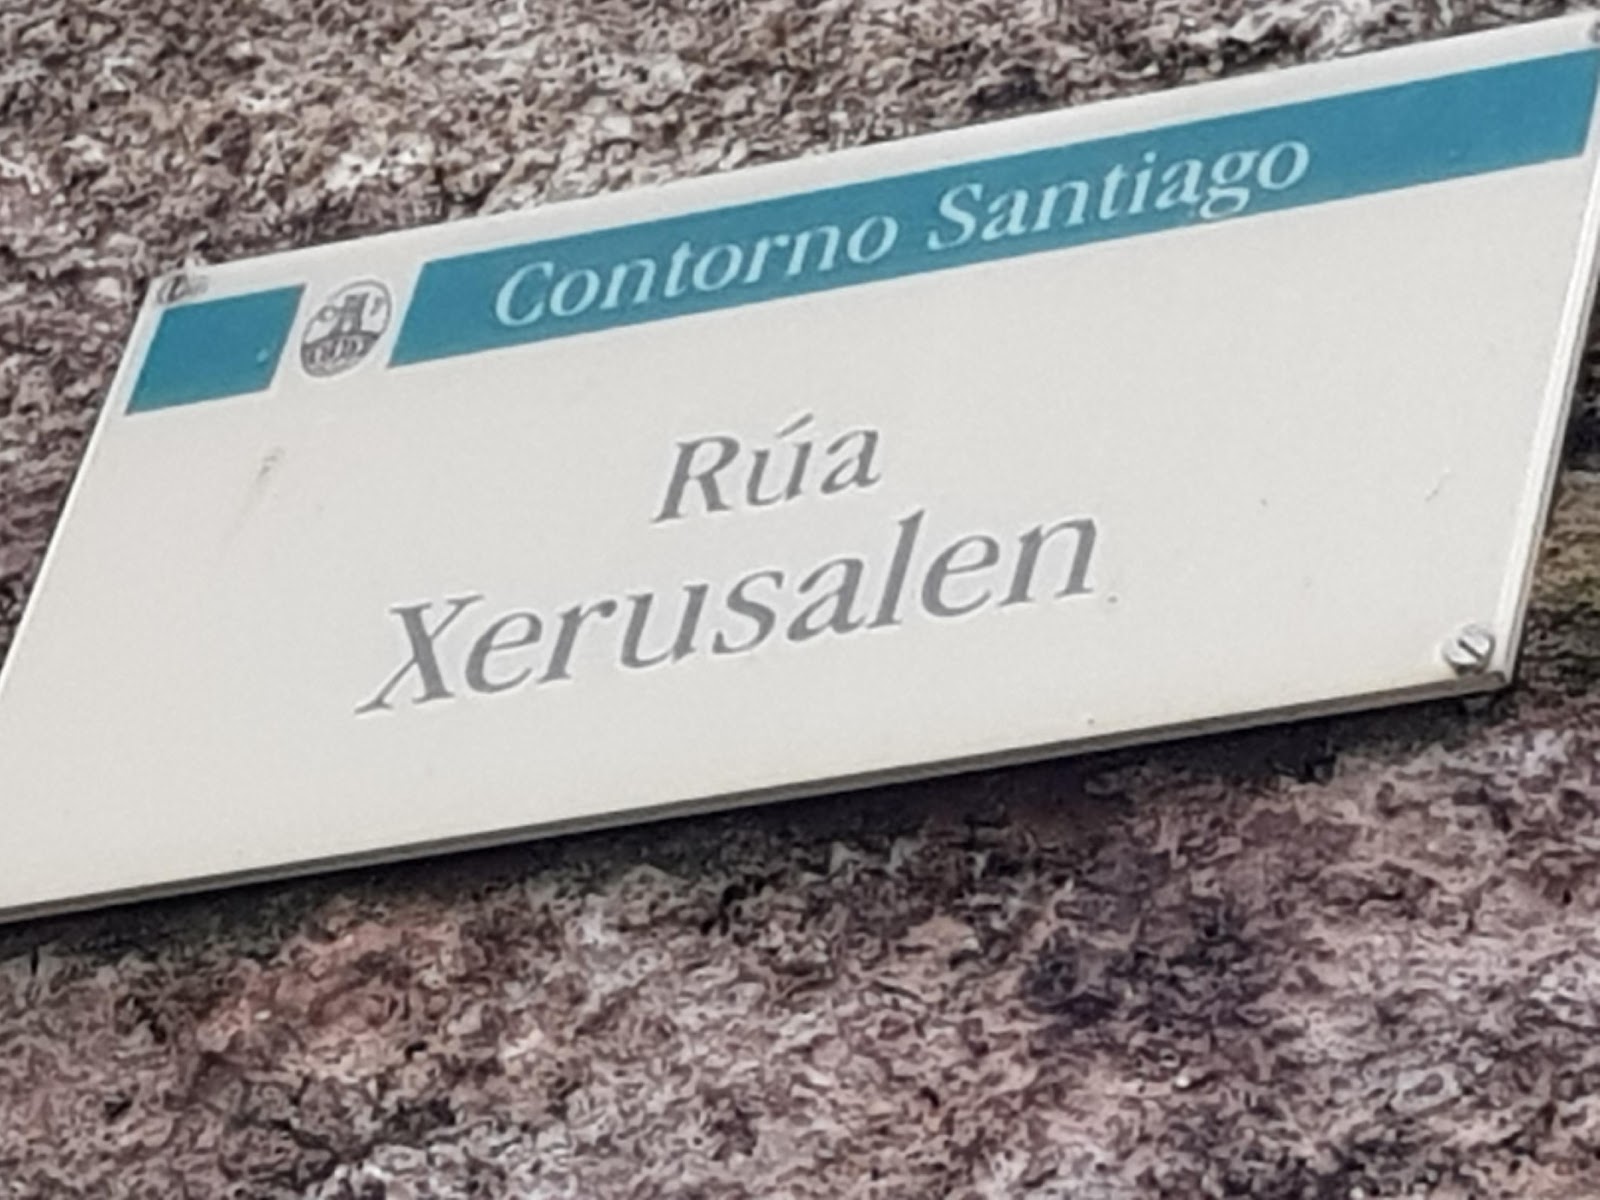 Contorno Santiago
Rúa
Xerusalen